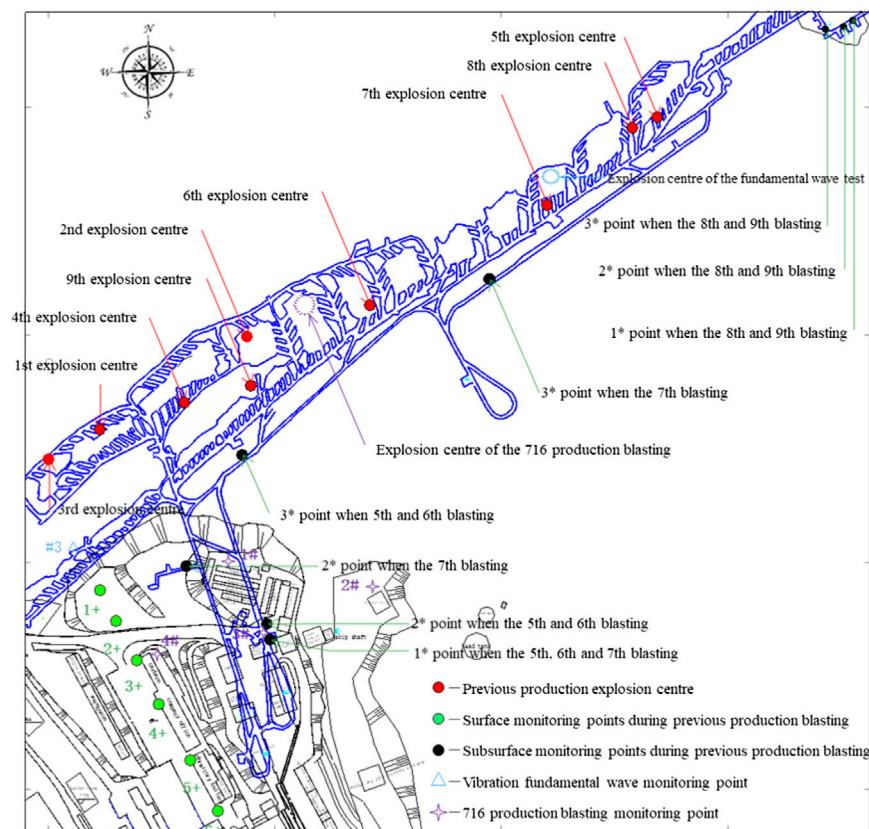 N
W
E
S
5th explosion centre
8th explosion centre
7th explosion centre
6th explosion centre
Explosion centre of the fundamental wave test
2nd explosion centre
3* point when the 8th and 9th blasting
9th explosion centre
2* point when the 8th and 9th blasting
4th explosion centre
1* point when the 8th and 9th blasting
1st explosion centre
3* point when the 7th blasting
Explosion centre of the 716 production blasting
3rd explosion centre
3* point when 5th and 6th blasting
#3
1#
2* point when the 7th blasting
2#
1+
2* point when the 5th and 6th blasting
2+
4#
3#
skip shaft
1* point when the 5th, 6th and 7th blasting
3+
Previous production explosion centre
4+
Surface monitoring points during previous production blasting
Subsurface monitoring points during previous production blasting
5+
Vibration fundamental wave monitoring point
716 production blasting monitoring point